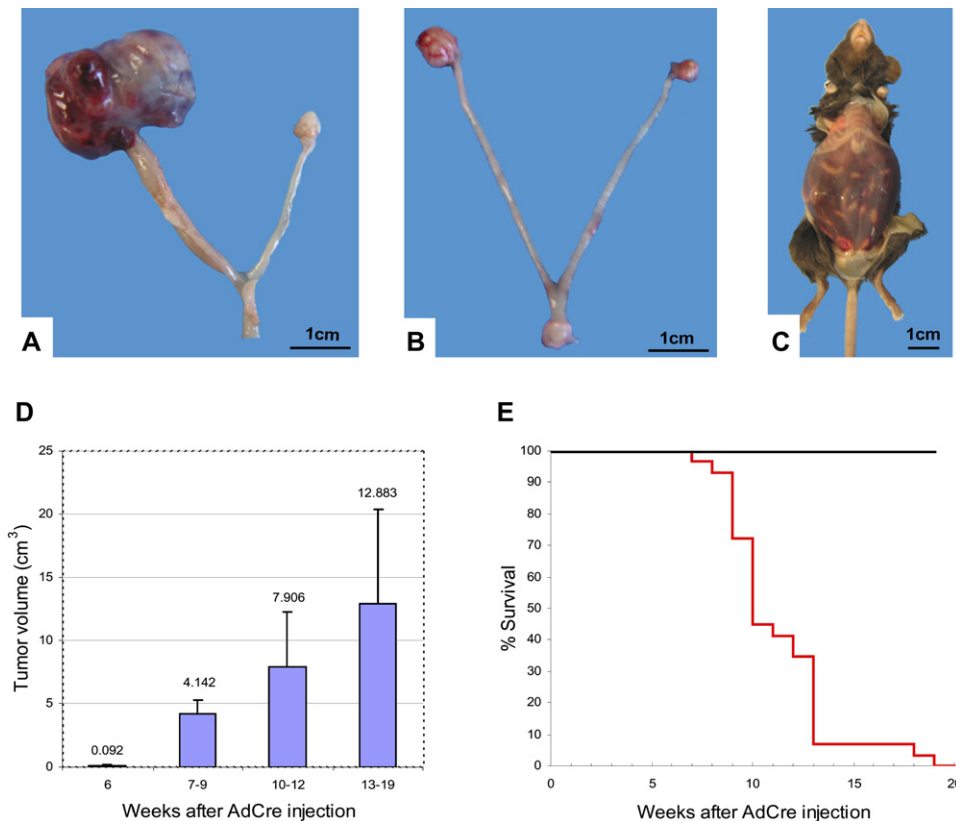 A
1cm
B
1cm
C
1cm
D
Tumor volume (cm³)
25
20
15
10
5
0
0.092
4.142
7.906
12.883
6
7-9
10-12
13-19
Weeks after AdCre injection
E
% Survival
100
90
80
70
60
50
40
30
20
10
0
0
5
10
15
20
Weeks after AdCre injection